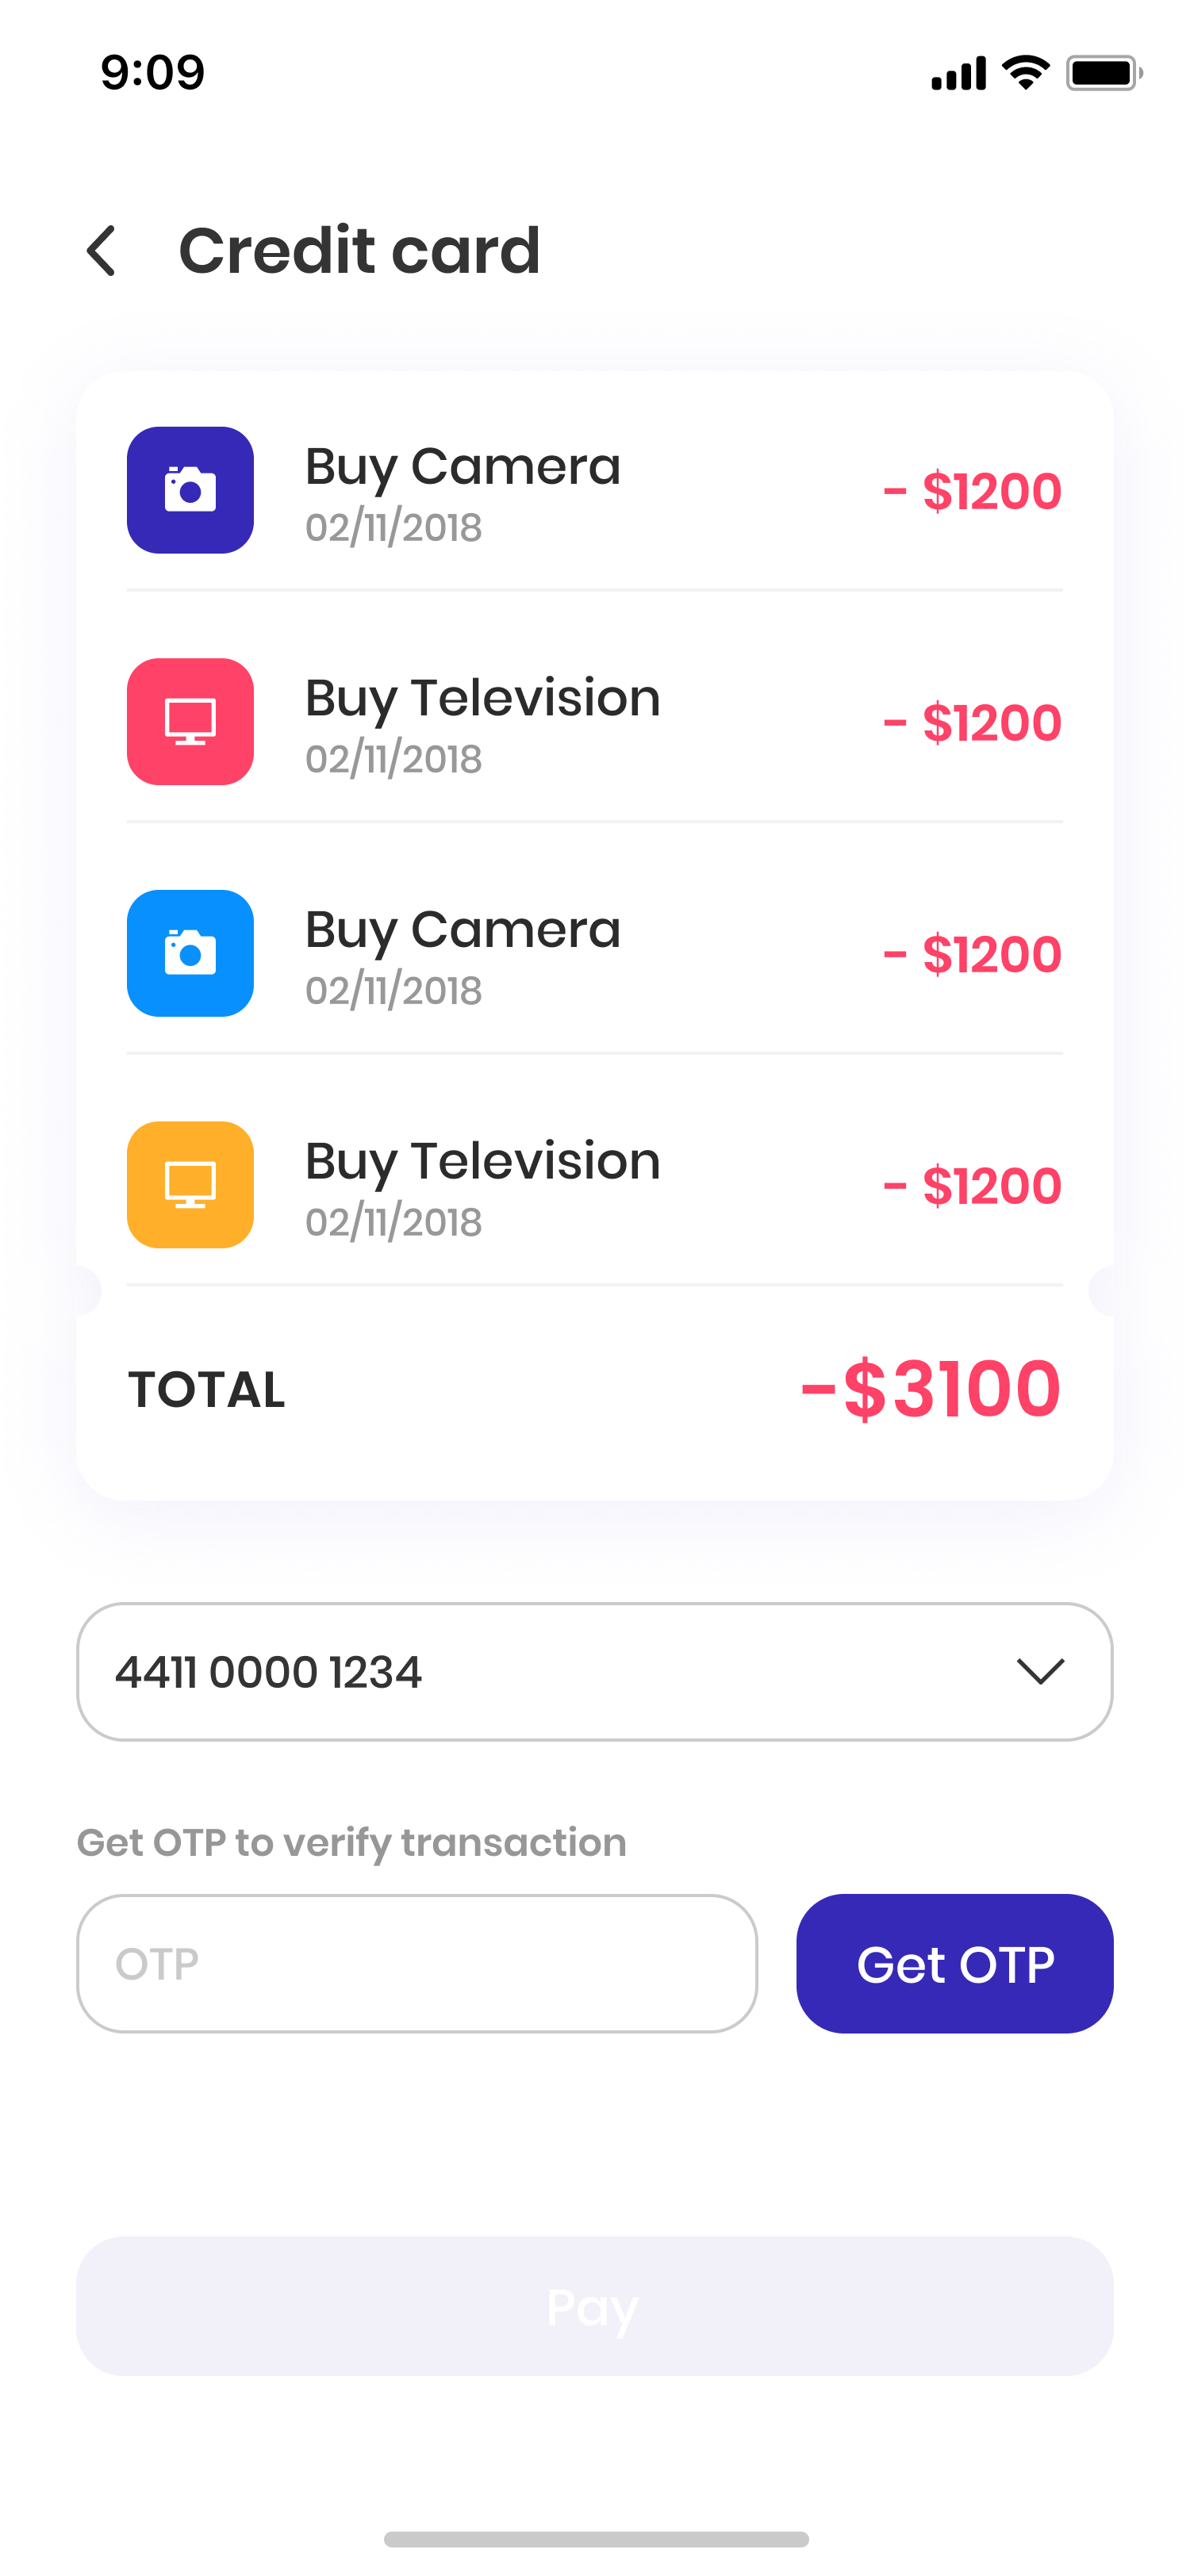 9:09
Credit card
Buy Camera
02/11/2018
- $1200
Buy Television
02/11/2018
- $1200
Buy Camera
02/11/2018
- $1200
Buy Television
02/11/2018
- $1200
TOTAL
-$3100
4411 0000 1234
Get OTP to verify transaction
OTP
Get OTP
Pay